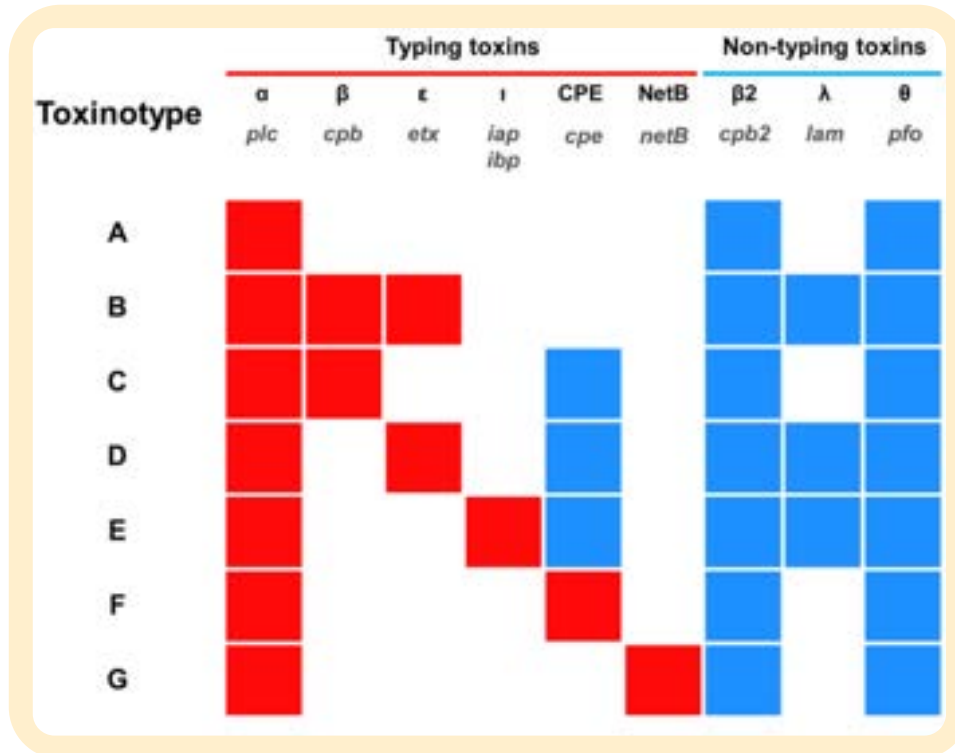 Typing toxins Non-typing toxins
Toxinotype α β ε ι CPE NetB β2 λ θ
plc cpb etx iap cpe netB cpb2 lam pfo
ibp
A
B
C
D
E
F
G